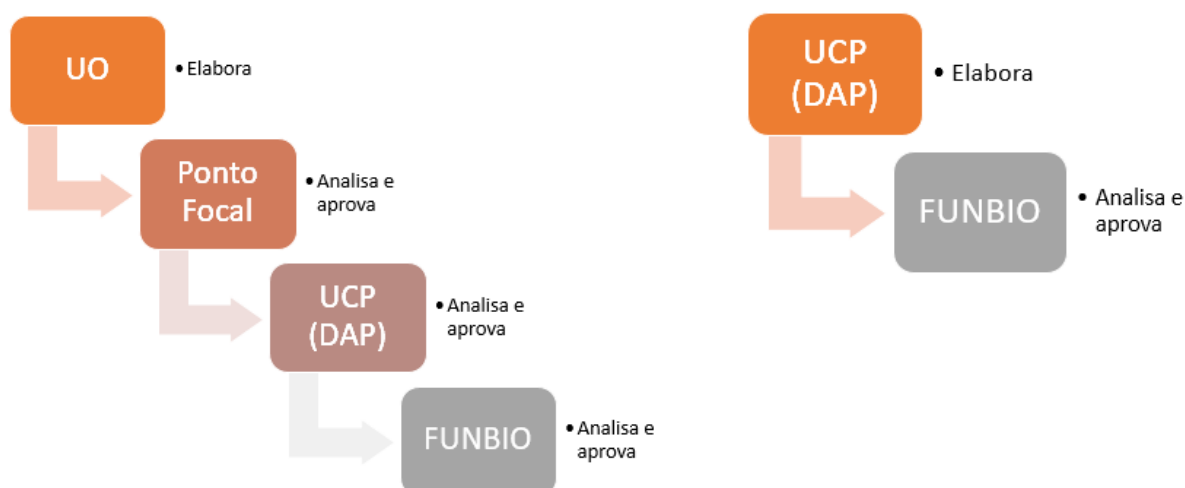 UO
• Elabora
Ponto
Focal
• Analisa e
aprova
UCP
(DAP)
• Analisa e
aprova
FUNBIO
• Analisa e
aprova
UCP
(DAP)
• Elabora
FUNBIO
• Analisa e
aprova